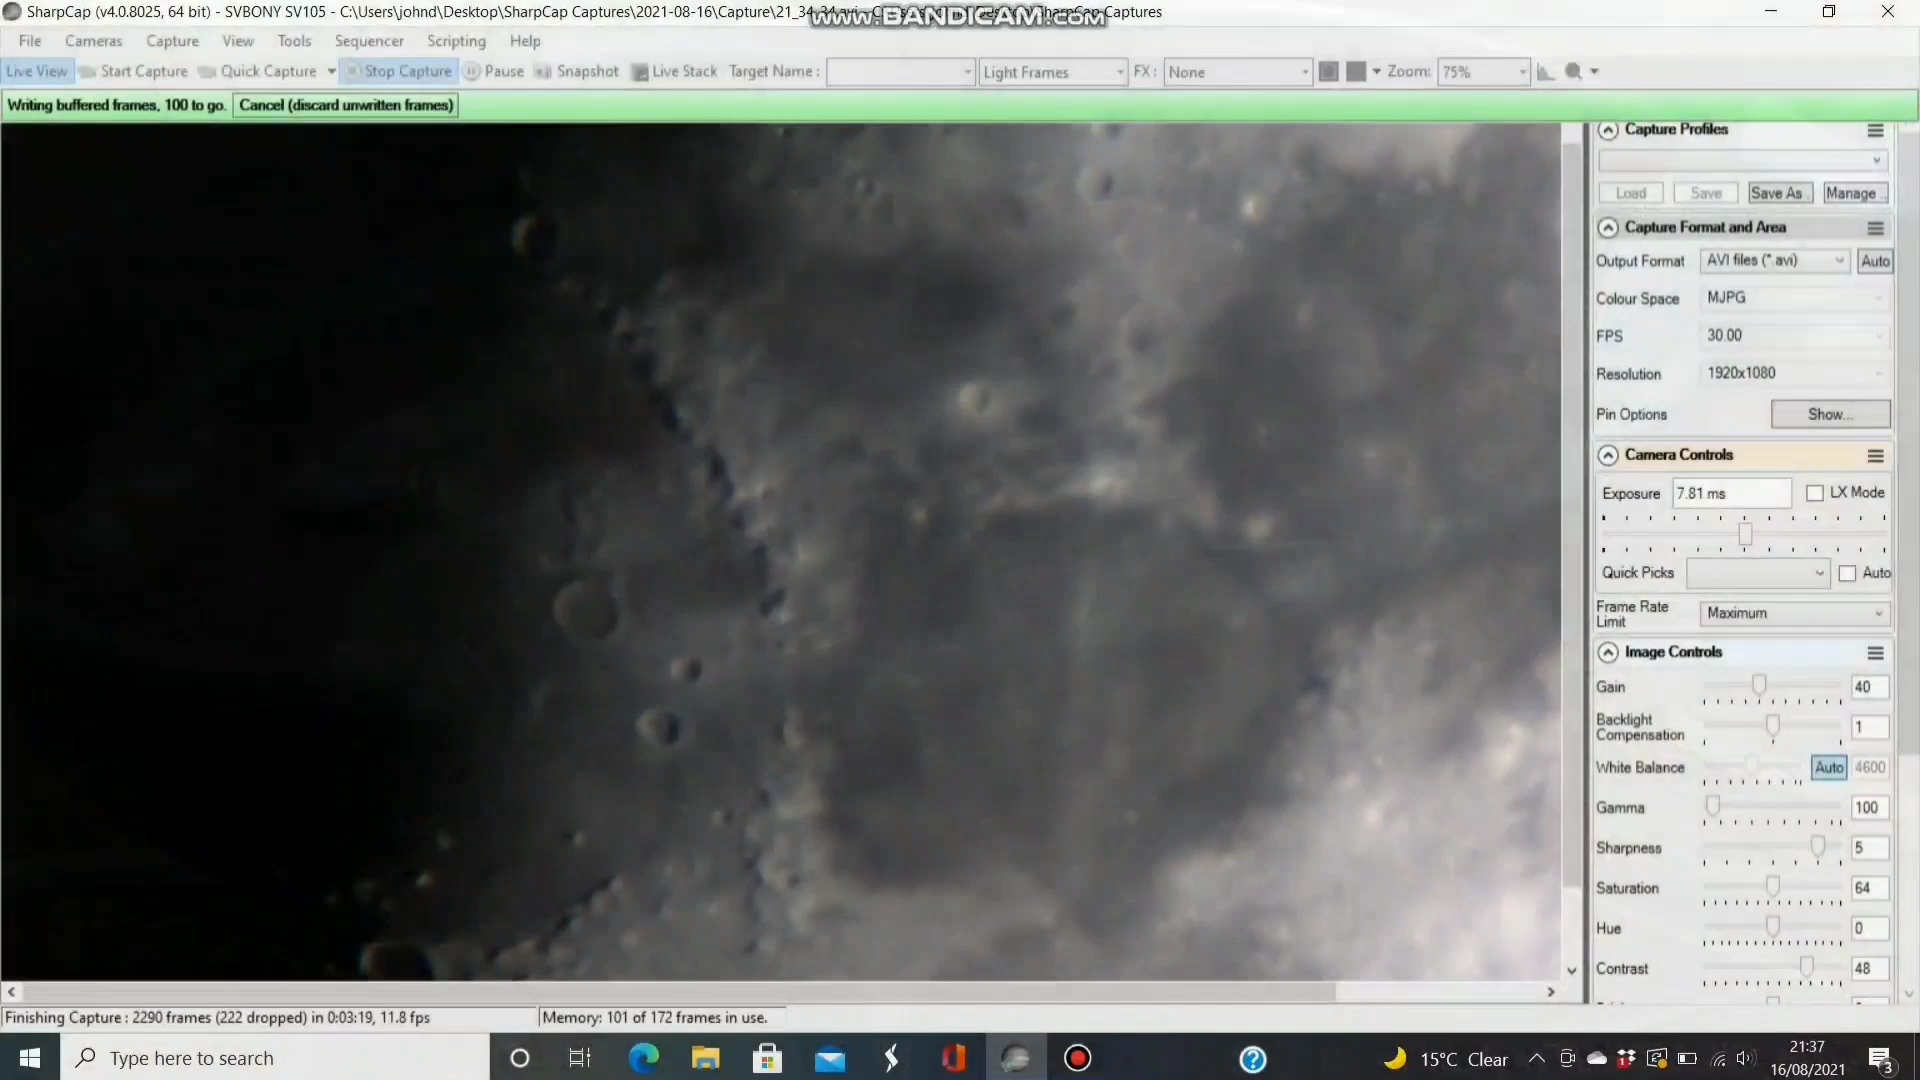 SharpCap (v4.0.8025, 64 bit) - SVBONY SV105 - C:\Users\johnd\Desktop\SharpCap Captures\2021-08-16\Capture\21_34_34.avi - Captures
www.BANDICAM.com
File Cameras Capture View Tools Sequencer Scripting Help
Live View Start Capture Quick Capture Stop Capture Pause Snapshot Live Stack Target Name : Light Frames FX : None Zoom: 75%
Writing buffered frames, 100 to go. Cancel (discard unwritten frames)
Capture Profiles
Load Save Save As Manage
Capture Format and Area
Output Format AVI files (*.avi) Auto
Colour Space MJPG
FPS 30.00
Resolution 1920x1080
Pin Options Show...
Camera Controls
Exposure 7.81 ms LX Mode
Quick Picks Auto
Frame Rate
Limit Maximum
Image Controls
Gain 40
Backlight
Compensation 1
White Balance Auto 4600
Gamma 100
Sharpness 5
Saturation 64
Hue 0
Contrast 48
Finishing Capture : 2290 frames (222 dropped) in 0:03:19, 11.8 fps Memory: 101 of 172 frames in use.
Type here to search
15°C Clear
21:37
16/08/2021
3